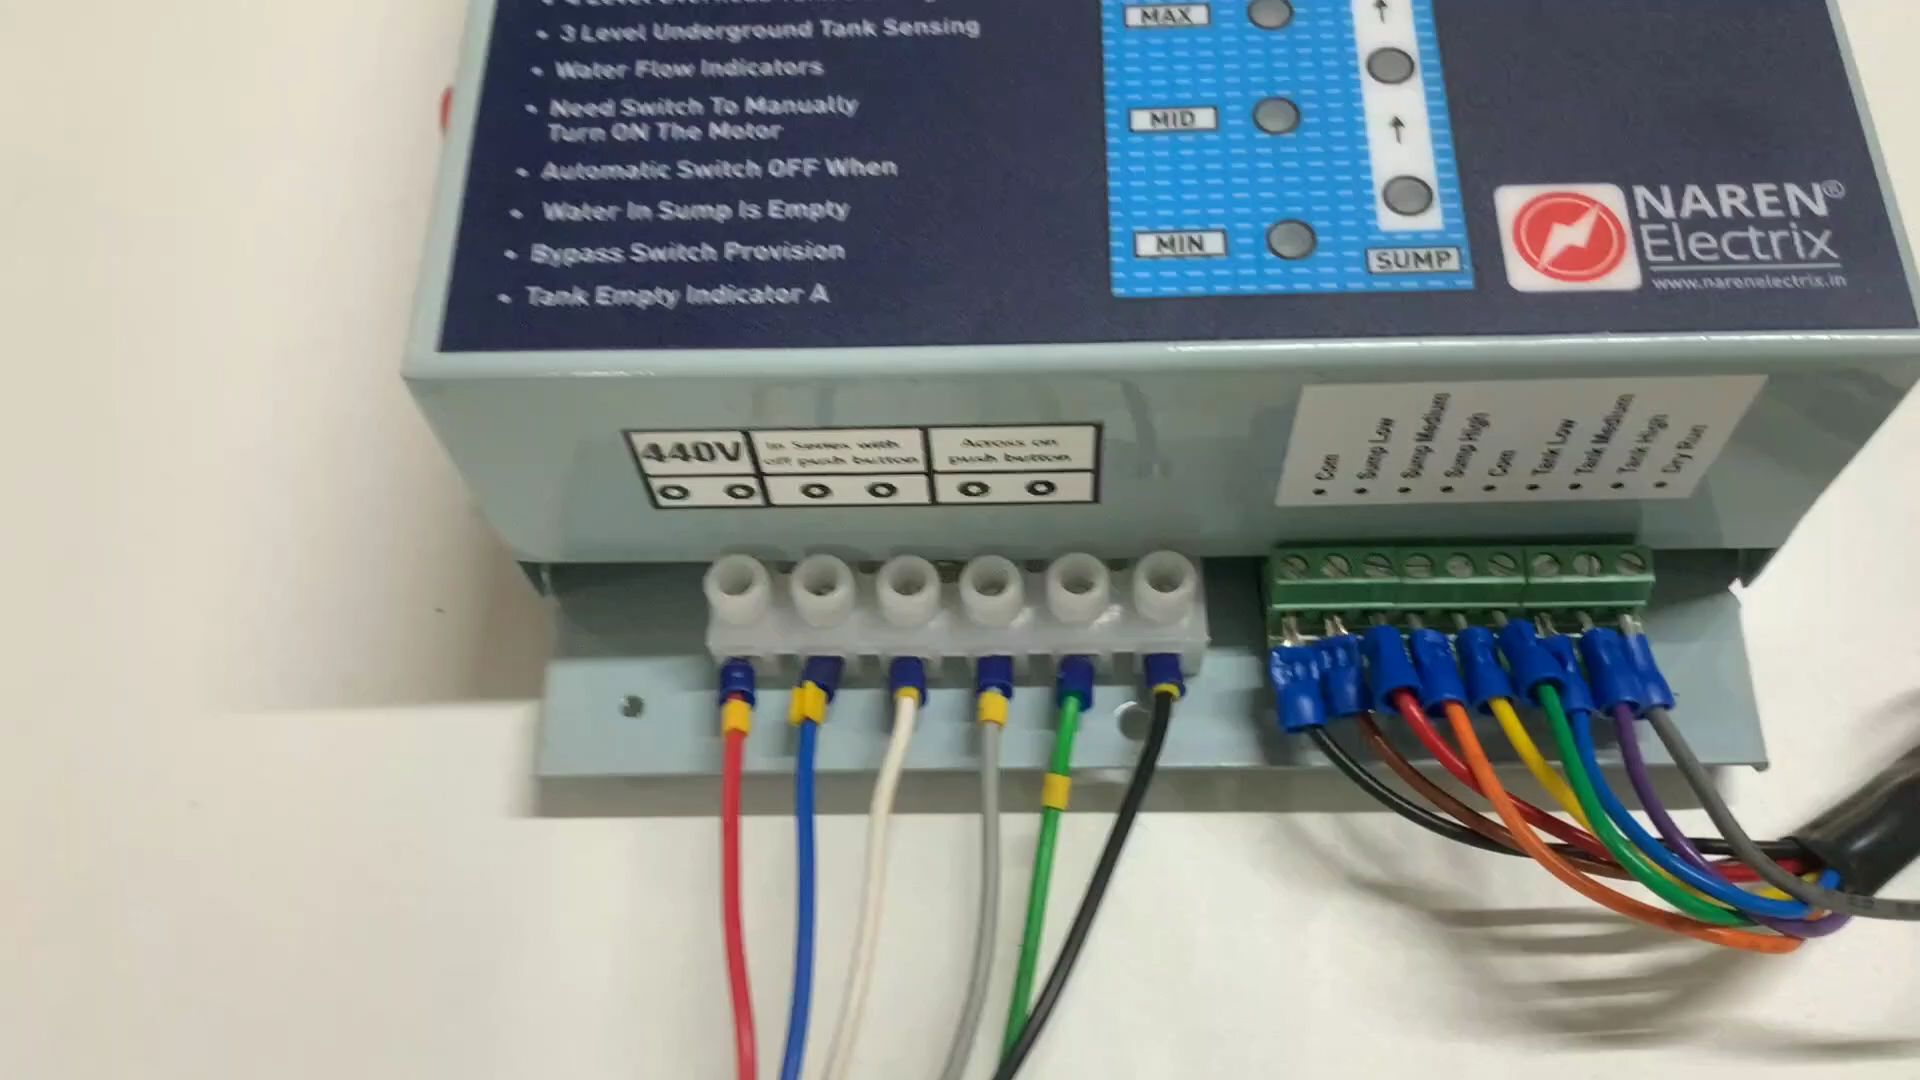 3 Level Underground Tank Sensing
Water Flow Indicators
Need Switch To Manually
Turn ON The Motor
Automatic Switch OFF When
Water In Sump Is Empty
Bypass Switch Provision
Tank Empty Indicator A
MAX
MID
MIN
SUMP
NAREN®
Electrix
www.narenelectrix.in
440V
In Series with
off push button
Across on
push button
Com
Sump Low
Sump Medium
Sump High
Com
Tank Low
Tank Medium
Tank High
Dry Run